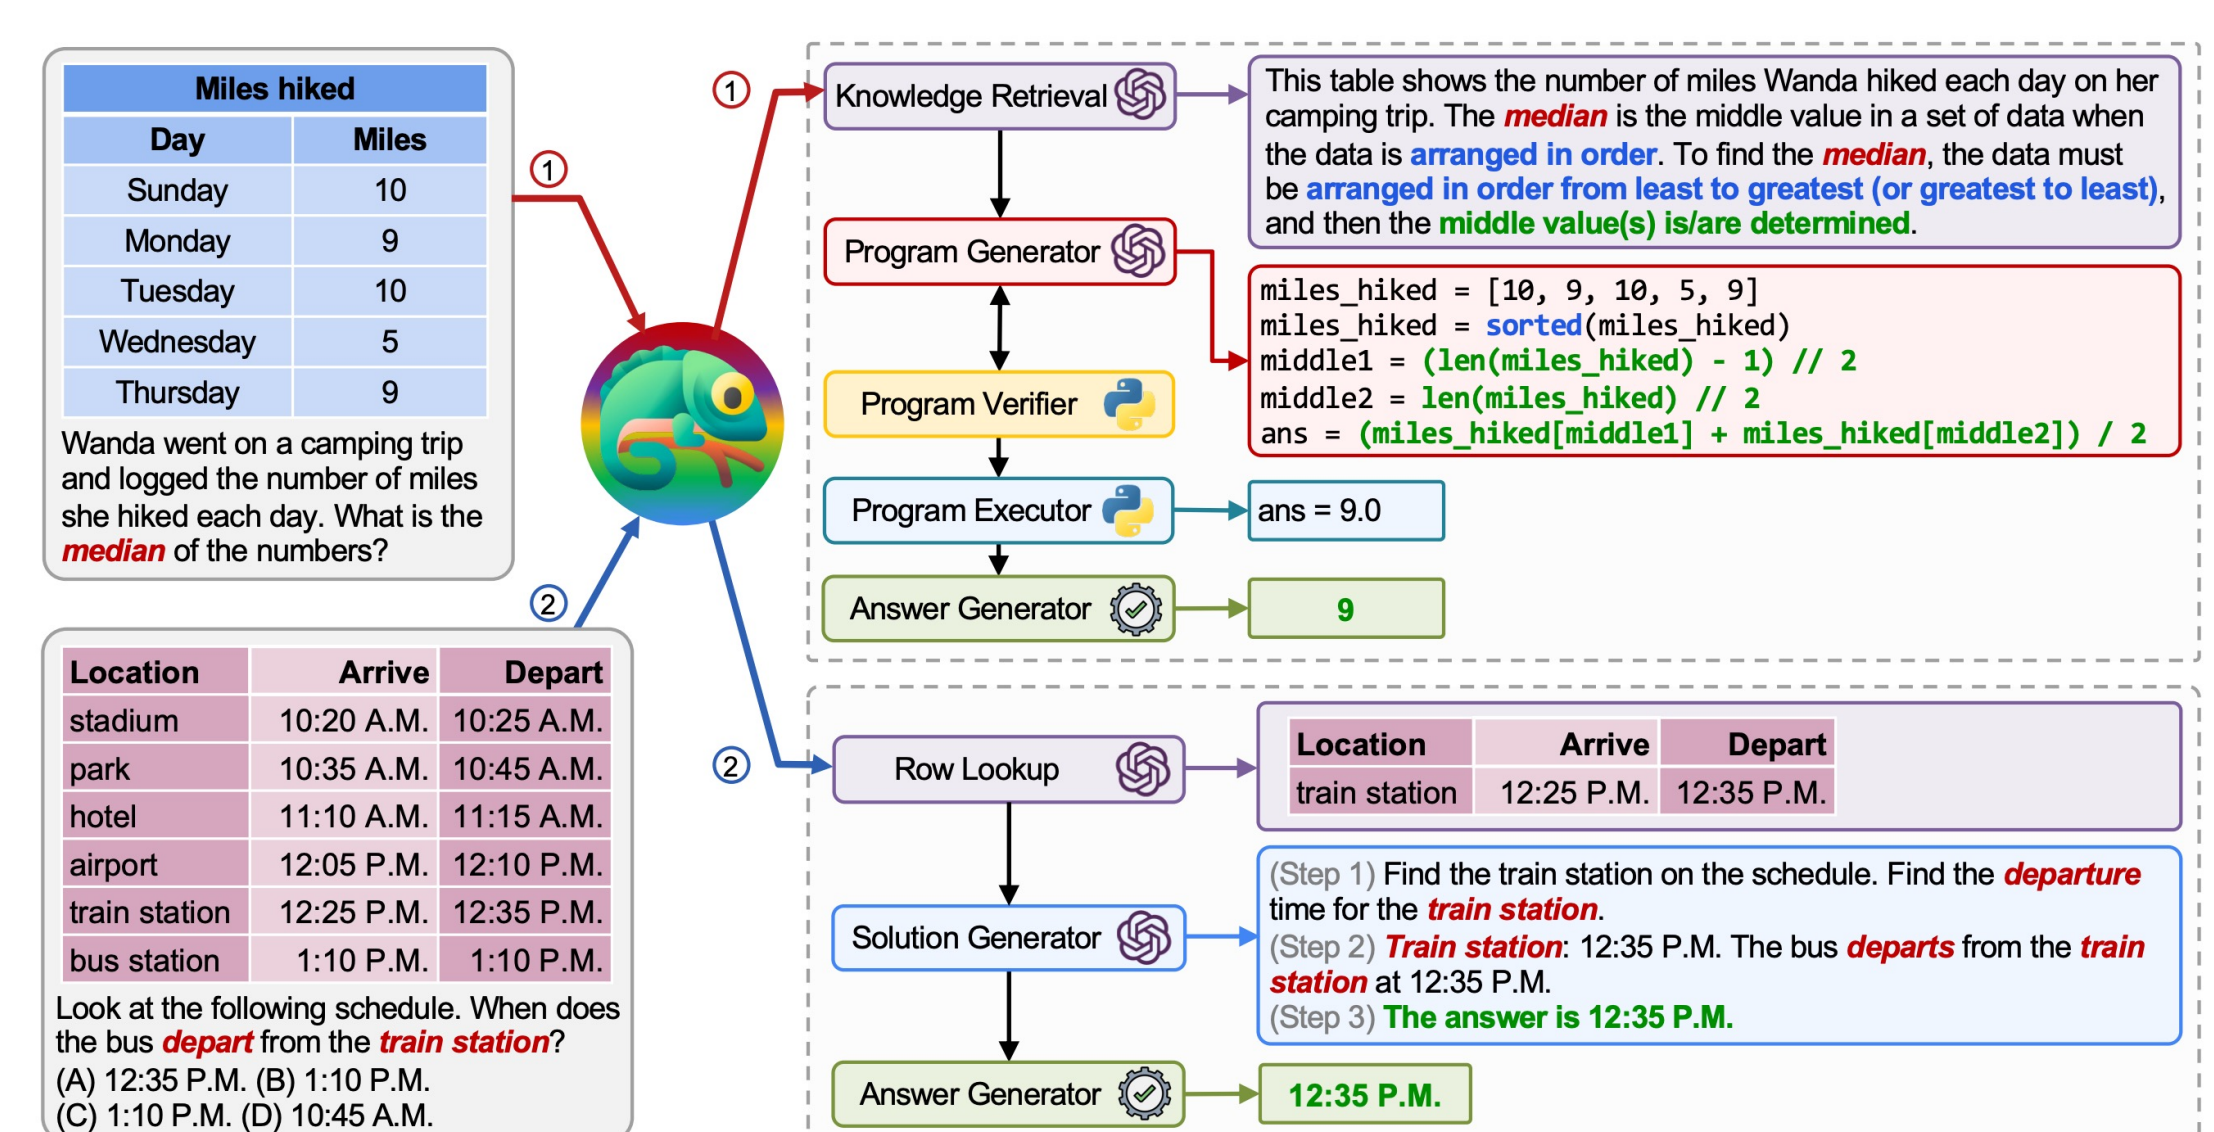 Miles hiked
Day Miles
Sunday 10
Monday 9
Tuesday 10
Wednesday 5
Thursday 9
Wanda went on a camping trip
and logged the number of miles
she hiked each day. What is the
median of the numbers?
1
2
Location Arrive Depart
stadium 10:20 A.M. 10:25 A.M.
park 10:35 A.M. 10:45 A.M.
hotel 11:10 A.M. 11:15 A.M.
airport 12:05 P.M. 12:10 P.M.
train station 12:25 P.M. 12:35 P.M.
bus station 1:10 P.M. 1:10 P.M.
Look at the following schedule. When does
the bus depart from the train station?
(A) 12:35 P.M. (B) 1:10 P.M.
(C) 1:10 P.M. (D) 10:45 A.M.
1
Knowledge Retrieval
This table shows the number of miles Wanda hiked each day on her
camping trip. The median is the middle value in a set of data when
the data is arranged in order. To find the median, the data must
be arranged in order from least to greatest (or greatest to least),
and then the middle value(s) is/are determined.
Program Generator
miles_hiked = [10, 9, 10, 5, 9]
miles_hiked = sorted(miles_hiked)
middle1 = (len(miles_hiked) - 1) // 2
middle2 = len(miles_hiked) // 2
ans = (miles_hiked[middle1] + miles_hiked[middle2]) / 2
Program Verifier
Program Executor
ans = 9.0
Answer Generator
9
2
Row Lookup
Location Arrive Depart
train station 12:25 P.M. 12:35 P.M.
Solution Generator
(Step 1) Find the train station on the schedule. Find the departure
time for the train station.
(Step 2) Train station: 12:35 P.M. The bus departs from the train
station at 12:35 P.M.
(Step 3) The answer is 12:35 P.M.
Answer Generator
12:35 P.M.